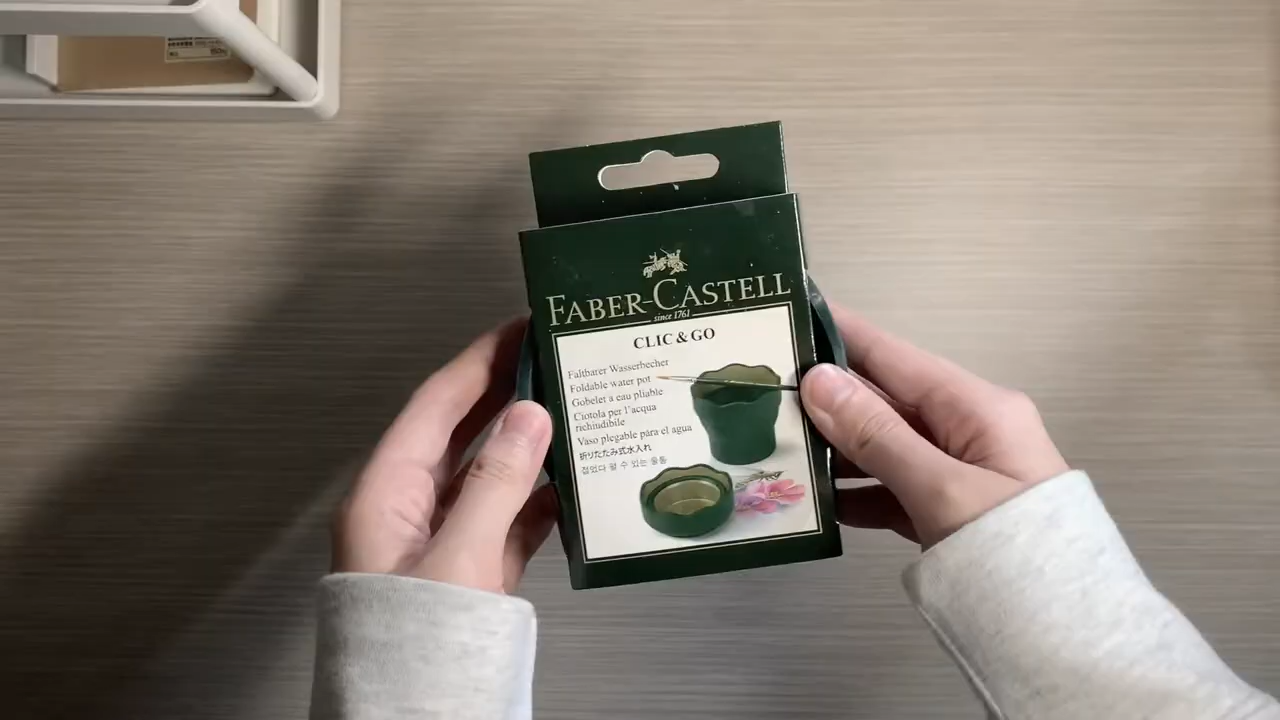 FABER-CASTELL
since 1761
CLIC & GO
Faltbarer Wasserbecher
Foldable water pot
Gobelet a eau pliable
Ciotola per l'acqua
richiudibile
Vaso plegable para el agua
折りたたみ式水入れ
접었다 펼 수 있는 물통